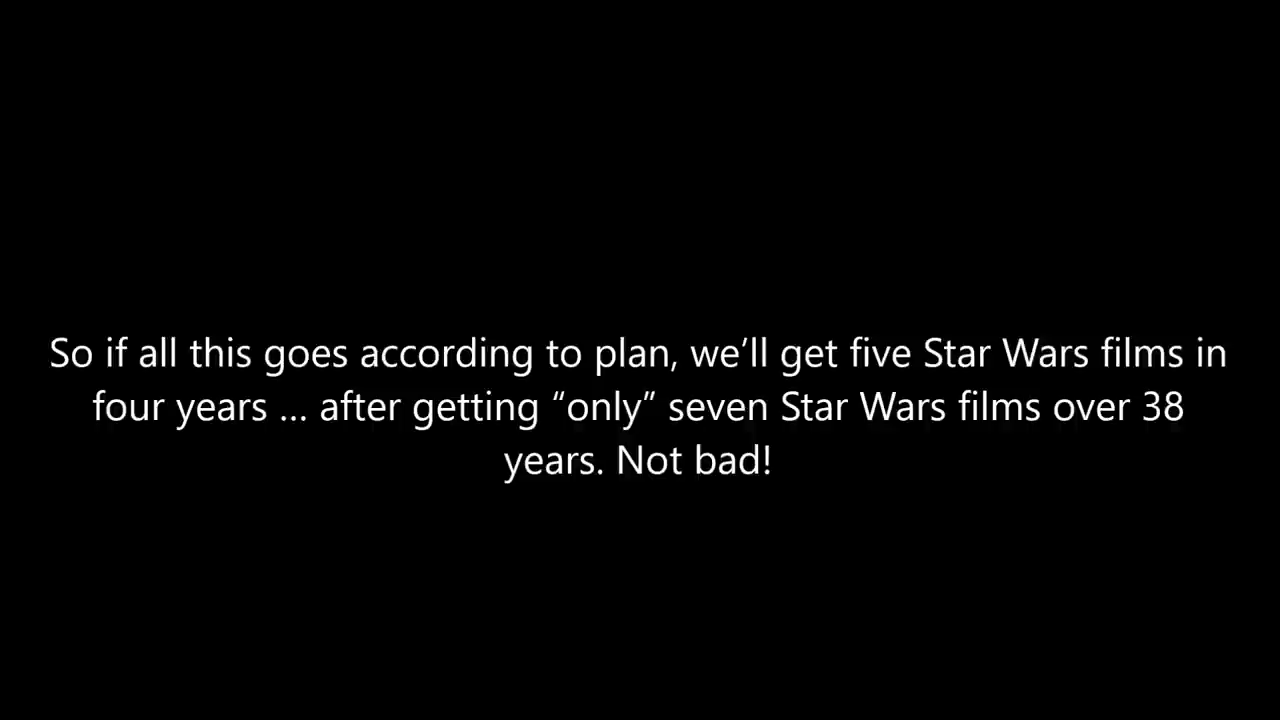 So if all this goes according to plan, we’ll get five Star Wars films in
four years ... after getting “only” seven Star Wars films over 38
years. Not bad!